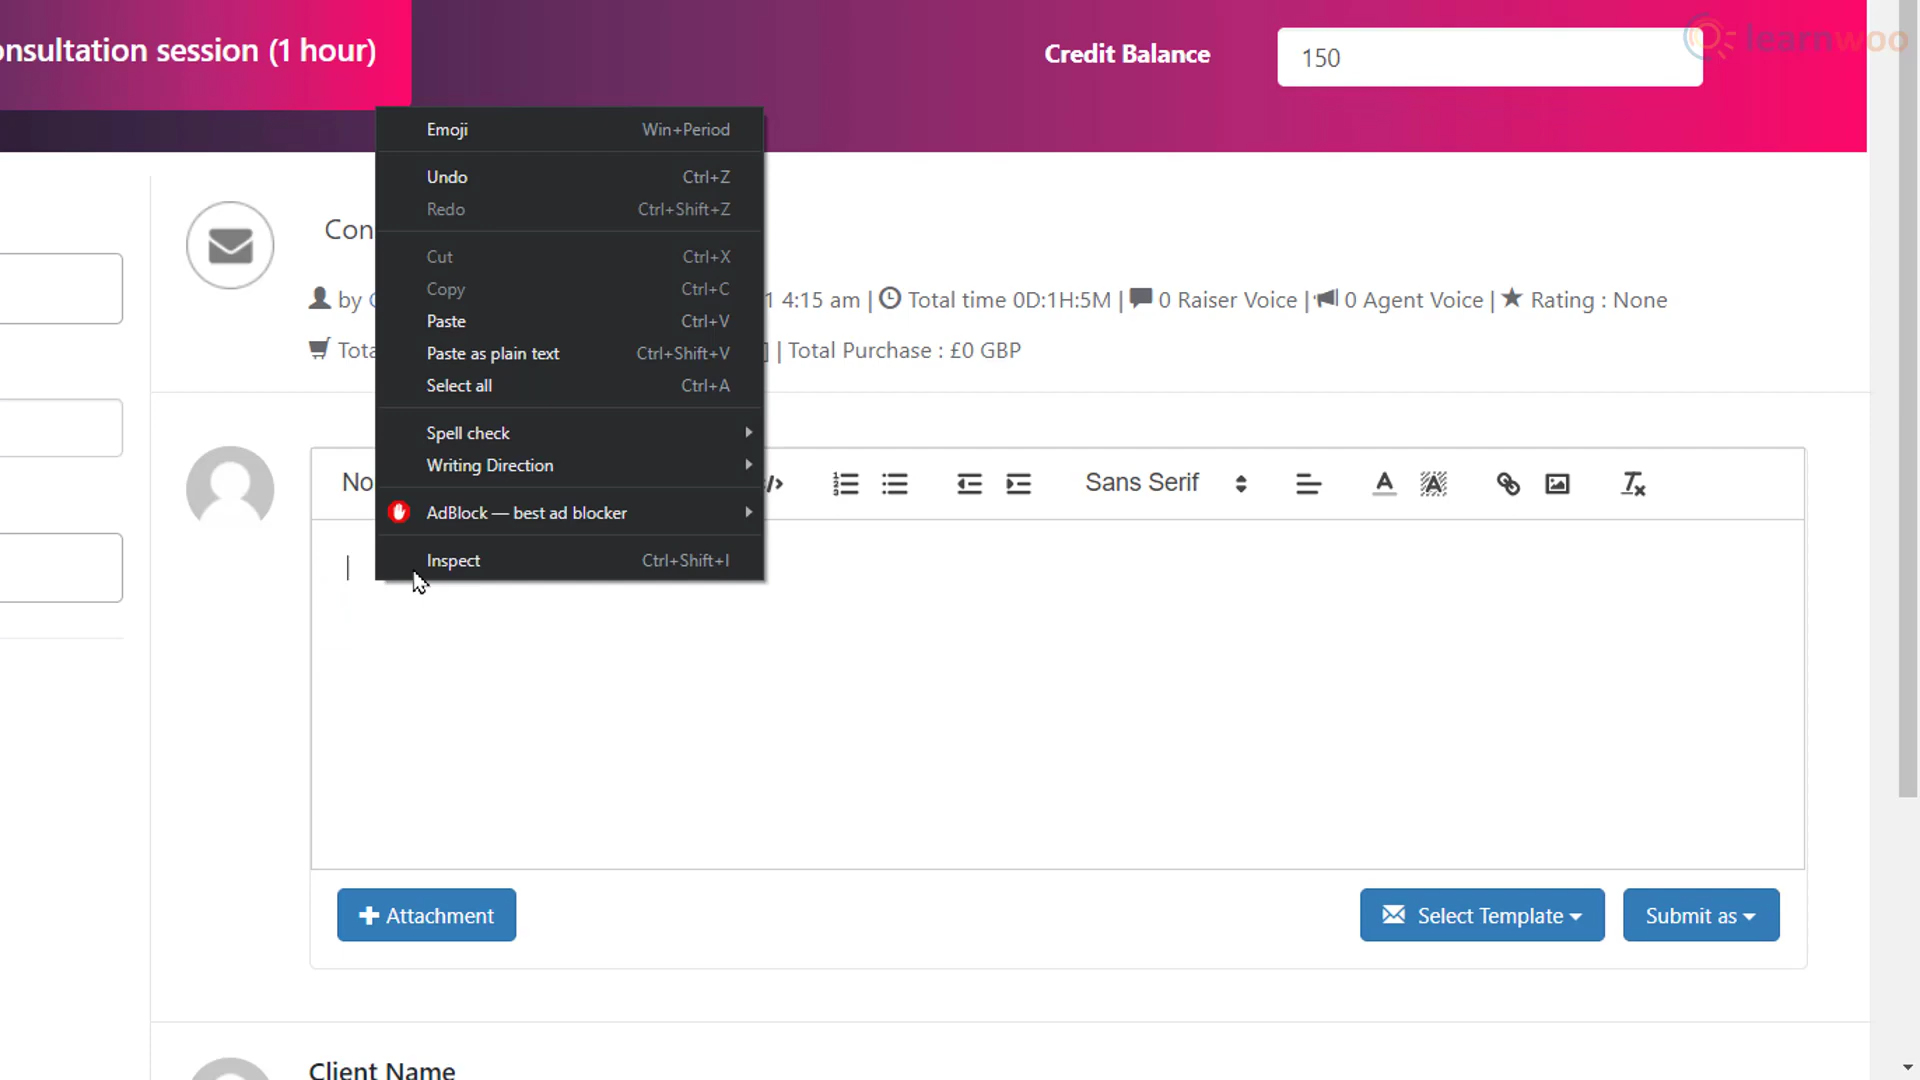 onsultation session (1 hour)
Credit Balance
150
learnwoo
Emoji Win+Period
Undo Ctrl+Z
Redo Ctrl+Shift+Z
Cut Ctrl+X
Copy Ctrl+C
Paste Ctrl+V
Paste as plain text Ctrl+Shift+V
Select all Ctrl+A
Spell check
Writing Direction
AdBlock — best ad blocker
Inspect Ctrl+Shift+I
Con
by 1 4:15 am | Total time 0D:1H:5M | 0 Raiser Voice | 0 Agent Voice | Rating : None
Tota ] | Total Purchase : £0 GBP
No Sans Serif
Attachment
Select Template
Submit as
Client Name